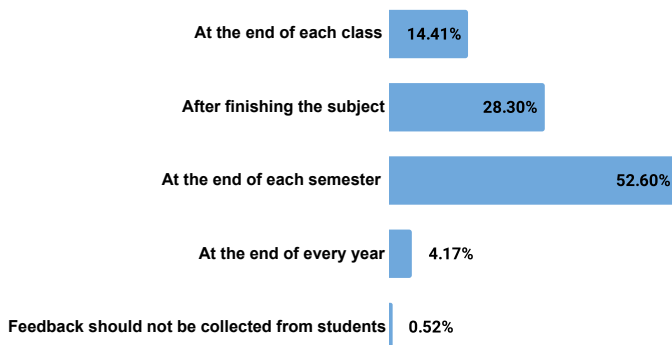 At the end of each class 14.41%
After finishing the subject 28.30%
At the end of each semester 52.60%
At the end of every year 4.17%
Feedback should not be collected from students 0.52%